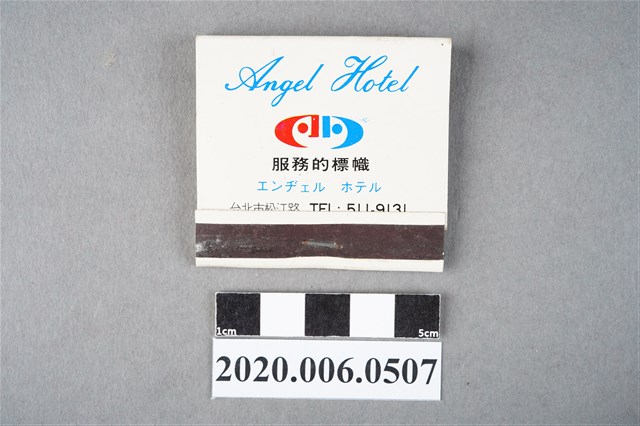 Angel Hotel
服務的標幟
エンヂェル ホテル
台北市松江路 TEL: 511-9131
1cm 5cm
2020.006.0507